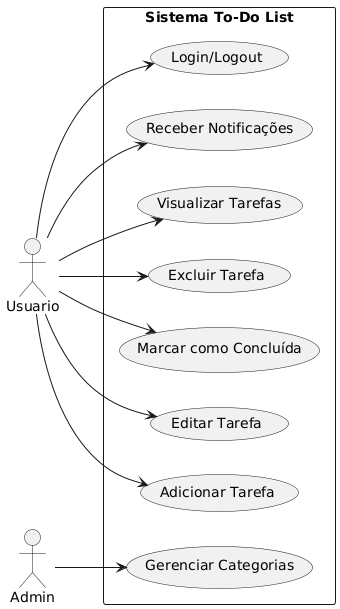 Sistema To-Do List
Login/Logout
Receber Notificações
Visualizar Tarefas
Excluir Tarefa
Usuario
Marcar como Concluída
Editar Tarefa
Adicionar Tarefa
Gerenciar Categorias
Admin